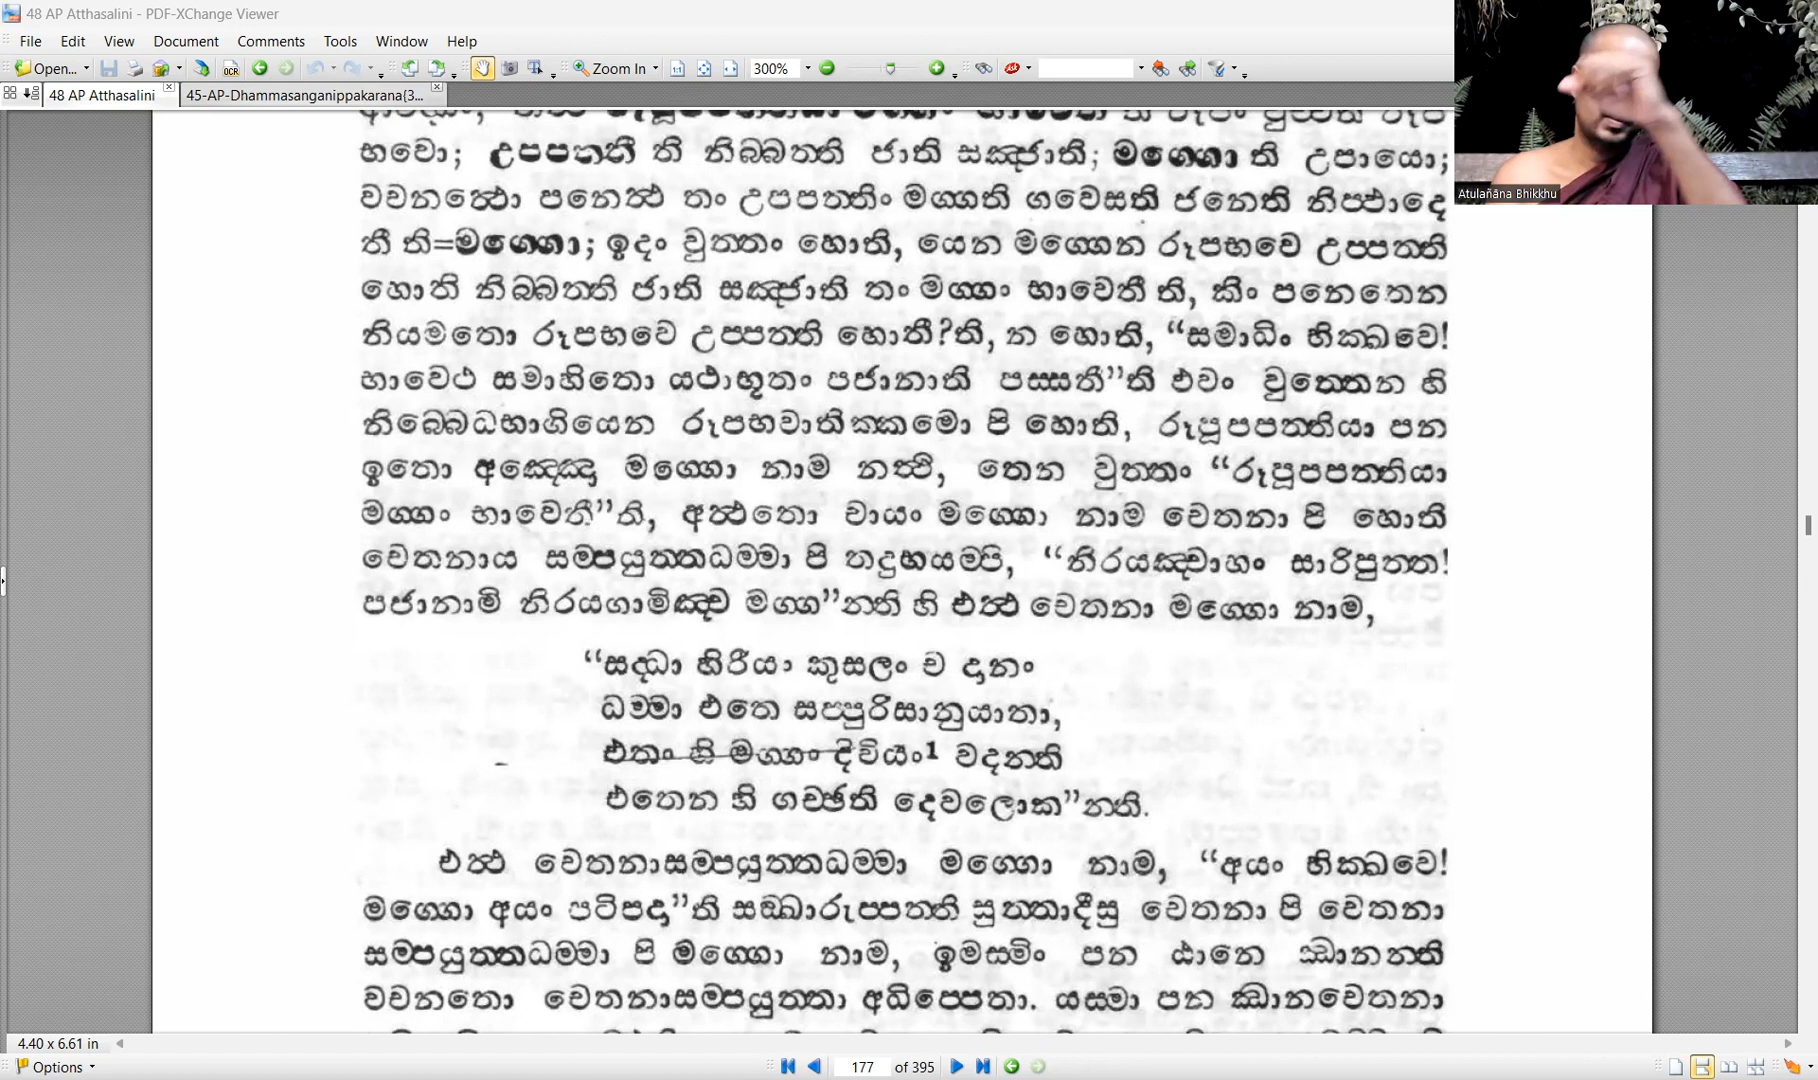 48 AP Atthasalini - PDF-XChange Viewer
File Edit View Document Comments Tools Window Help
Open... OCR Zoom In 300% ask
48 AP Atthasalini 45-AP-Dhammasanganippakarana{3...
භවො; උපපත්තී ති නිබ්බත්ති ජාති සඤ්ජාති; මග්ගො ති උපායො;
වචනත්ථො පනෙත්ථ තං උපපත්තිං මග්ගති ගවෙසති ජනෙති නිප්ඵාදෙ
තී ති=මග්ගො; ඉදං වුත්තං හොති, යෙන මග්ගෙන රූපභවෙ උප්පත්ති
හොති නිබ්බත්ති ජාති සඤ්ජාති තං මග්ගං භාවෙතී ති, කිං පනෙතෙන
නියමතො රූපභවෙ උප්පත්ති හොතී?ති, න හොති, “සමාධිං භික්ඛවෙ!
භාවෙථ සමාහිතො යථාභූතං පජානාති පස්සතී”ති එවං වුත්තෙන හි
නිබ්බෙධභාගියෙන රූපභවාතික්කමො පි හොති, රූපූපපත්තියා පන
ඉතො අඤ්ඤො මග්ගො නාම නත්ථි, තෙන වුත්තං “රූපූපපත්තියා
මග්ගං භාවෙතී”ති, අත්ථතො චායං මග්ගො නාම චෙතනා පි හොති
චෙතනාය සම්පයුත්තධම්මා පි තදුභයම්පි, “නිරයඤ්චාහං සාරිපුත්ත!
පජානාමි නිරයගාමිඤ්ච මග්ග”න්ති හි එත්ථ චෙතනා මග්ගො නාම,
“සද්ධා හිරියා කුසලං ච දානං
ධම්මා එතෙ සප්පුරිසානුයාතා,
එතං හි මග්ගං දිවියං1 වදන්ති
එතෙන හි ගච්ඡති දෙවලොක”න්ති.
එත්ථ චෙතනාසම්පයුත්තධම්මා මග්ගො නාම, “අයං භික්ඛවෙ!
මග්ගො අයං පටිපදා”ති සඞ්ඛාරුප්පත්ති සුත්තාදීසු චෙතනා පි චෙතනා
සම්පයුත්තධම්මා පි මග්ගො නාම, ඉමස්මිං පන ඨානෙ ඣානන්ති
වචනතො චෙතනාසම්පයුත්තා අධිප්පෙතා. යස්මා පන ඣානචෙතනා
Atulañāna Bhikkhu
4.40 x 6.61 in
Options 177 of 395